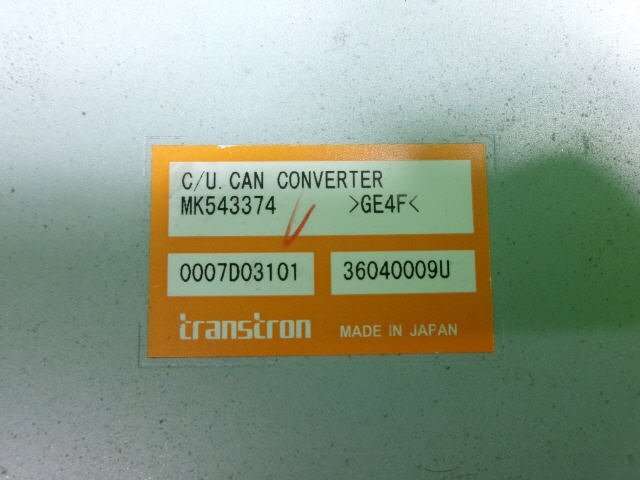 C/U. CAN CONVERTER
MK543374 >GE4F<
0007D03101 36040009U
transtron MADE IN JAPAN